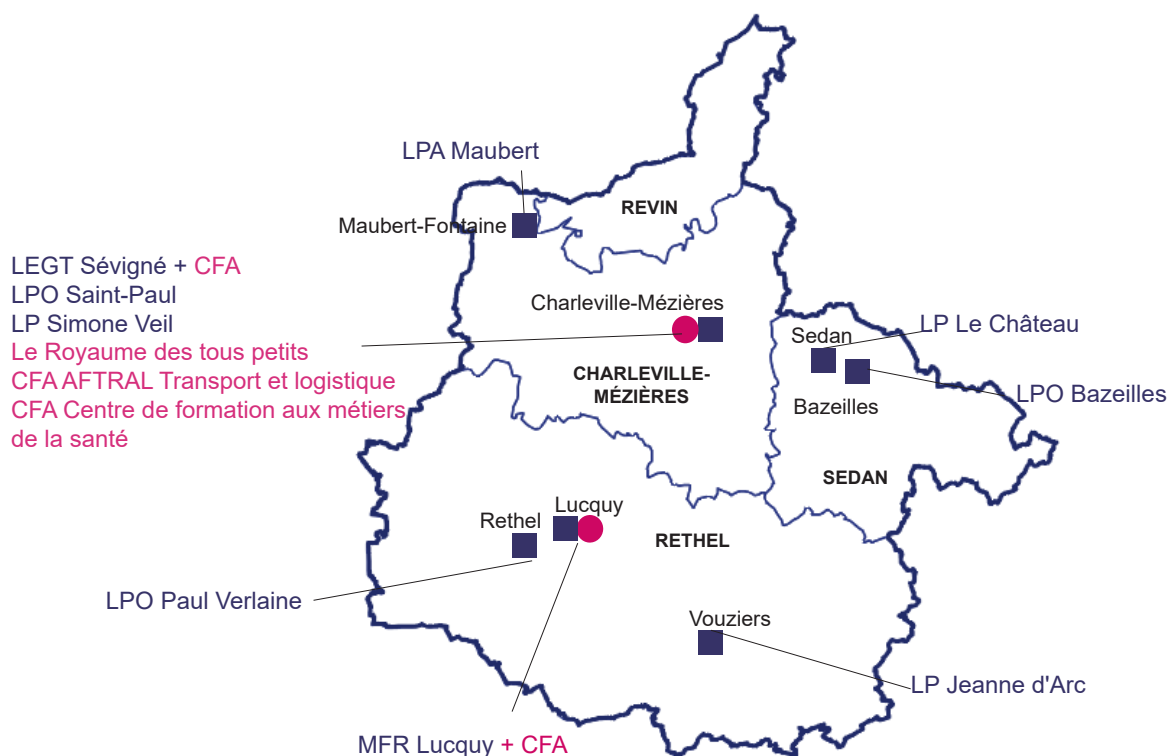 LPA Maubert
REVIN
Maubert-Fontaine
LEGT Sévigné + CFA
LPO Saint-Paul
LP Simone Veil
Le Royaume des tous petits
CFA AFTRAL Transport et logistique
CFA Centre de formation aux métiers
de la santé
Charleville-Mézières
CHARLEVILLE-
MÉZIÈRES
Sedan
LP Le Château
LPO Bazeilles
Bazeilles
SEDAN
Rethel
Lucquy
RETHEL
LPO Paul Verlaine
Vouziers
LP Jeanne d'Arc
MFR Lucquy + CFA